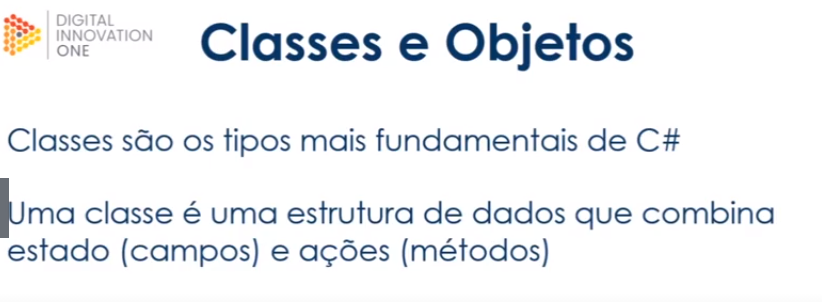 DIGITAL
INNOVATION
ONE
Classes e Objetos
Classes são os tipos mais fundamentais de C#
Uma classe é uma estrutura de dados que combina
estado (campos) e ações (métodos)